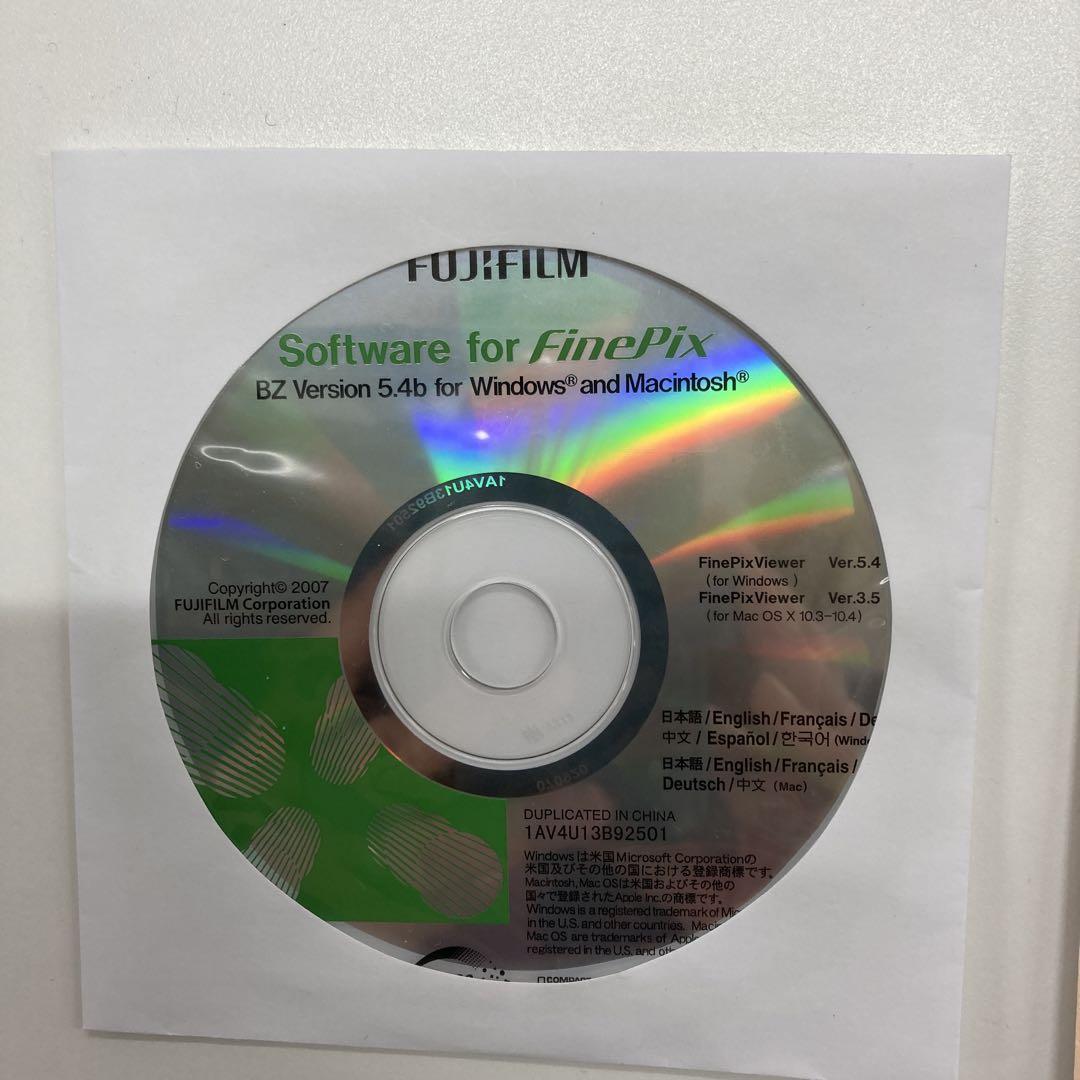 FUJIFILM
Software for FinePix
BZ Version 5.4b for Windows® and Macintosh®
1AV4U13B92501
FinePixViewer Ver.5.4
(for Windows )
FinePixViewer Ver.3.5
(for Mac OS X 10.3-10.4)
Copyright© 2007
FUJIFILM Corporation
All rights reserved.
日本語/English/Français/De
中文/Español/한국어 (Windo
日本語/English/Français/
Deutsch/中文 (Mac)
DUPLICATED IN CHINA
1AV4U13B92501
Windowsは米国Microsoft Corporationの
米国及びその他の国における登録商標です。
Macintosh, Mac OSは米国およびその他の
国々で登録されたApple Inc.の商標です。
Windows is a registered trademark of Mic
in the U.S. and other countries. Macin
Mac OS are trademarks of Apple
registered in the U.S. and oth
COMPACT